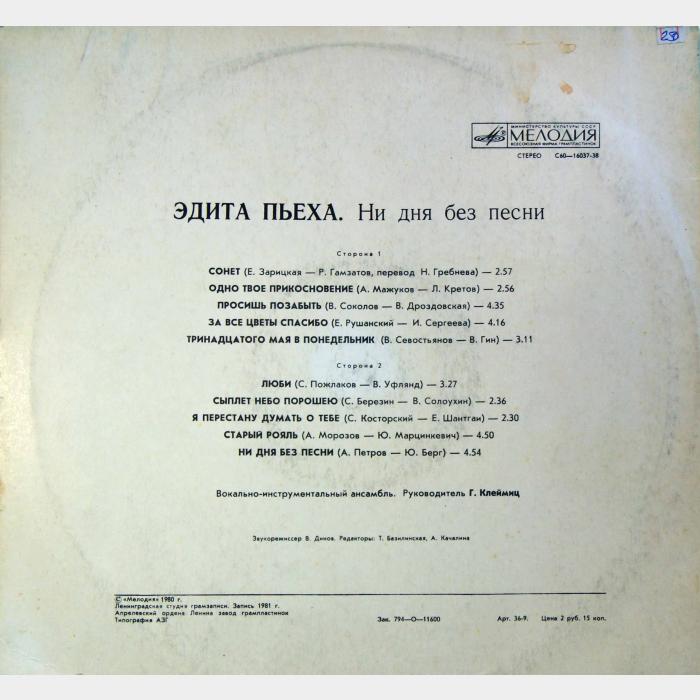 250
МИНИСТЕРСТВО КУЛЬТУРЫ СССР
МЕЛОДИЯ
ВСЕСОЮЗНАЯ ФИРМА ГРАМПЛАСТИНОК
СТЕРЕО С60—16037-38
ЭДИТА ПЬЕХА. Ни дня без песни
Сторона 1
СОНЕТ (Е. Зарицкая — Р. Гамзатов, перевод Н. Гребнева) — 2.57
ОДНО ТВОЕ ПРИКОСНОВЕНИЕ (А. Мажуков — Л. Кретов) — 2.56
ПРОСИШЬ ПОЗАБЫТЬ (В. Соколов — В. Дроздовская) — 4.35
ЗА ВСЕ ЦВЕТЫ СПАСИБО (Е. Рушанский — И. Сергеева) — 4.16
ТРИНАДЦАТОГО МАЯ В ПОНЕДЕЛЬНИК (В. Севостьянов — В. Гин) — 3.11
Сторона 2
ЛЮБИ (С. Пожлаков — В. Уфлянд) — 3.27
СЫПЛЕТ НЕБО ПОРОШЕЮ (С. Березин — В. Солоухин) — 2.36
Я ПЕРЕСТАНУ ДУМАТЬ О ТЕБЕ (С. Косторский — Е. Шантгаи) — 2.30
СТАРЫЙ РОЯЛЬ (А. Морозов — Ю. Марцинкевич) — 4.50
НИ ДНЯ БЕЗ ПЕСНИ (А. Петров — Ю. Берг) — 4.54
Вокально-инструментальный ансамбль. Руководитель Г. Клеймиц
Звукорежиссер В. Динов. Редакторы: Т. Базилинская, А. Качалина
© «Мелодия» 1980 г.
Ленинградская студия грамзаписи. Запись 1981 г.
Апрелевский ордена Ленина завод грампластинок
Типография АЗГ Зак. 794—О—11600 Арт. 36-9. Цена 2 руб. 15 коп.